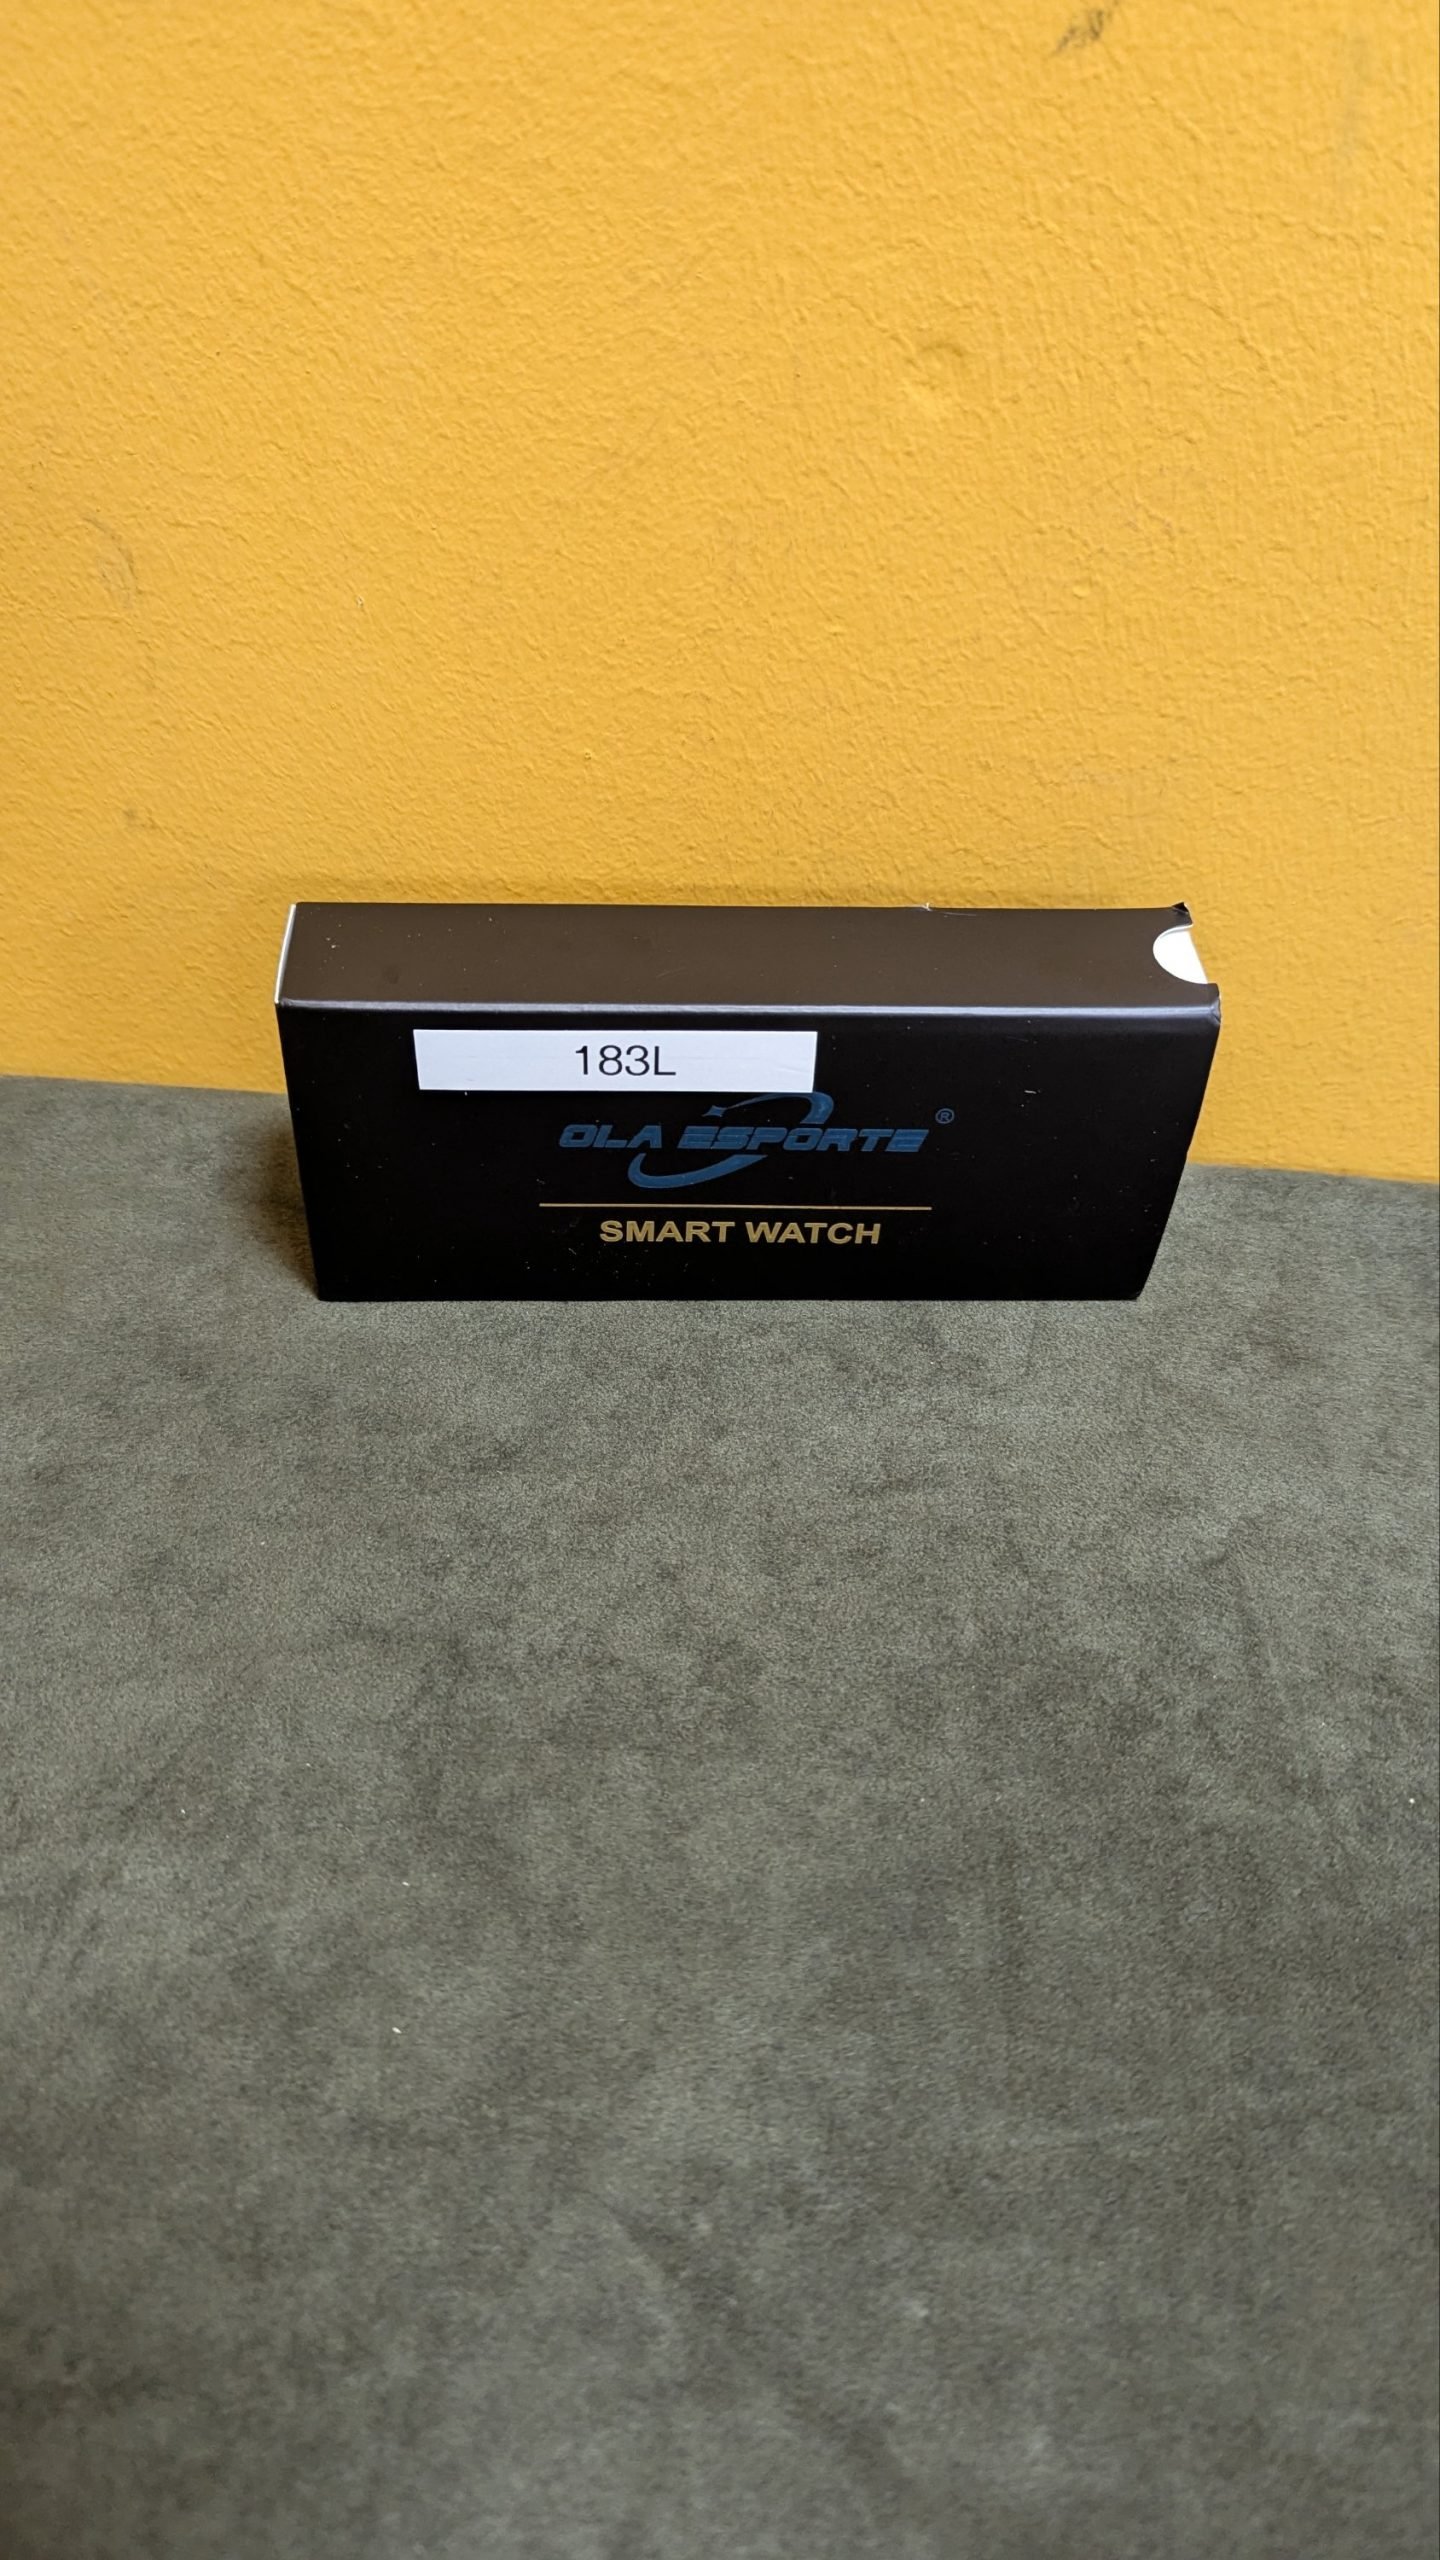 183L
OLA ESPORTE ®
SMART WATCH